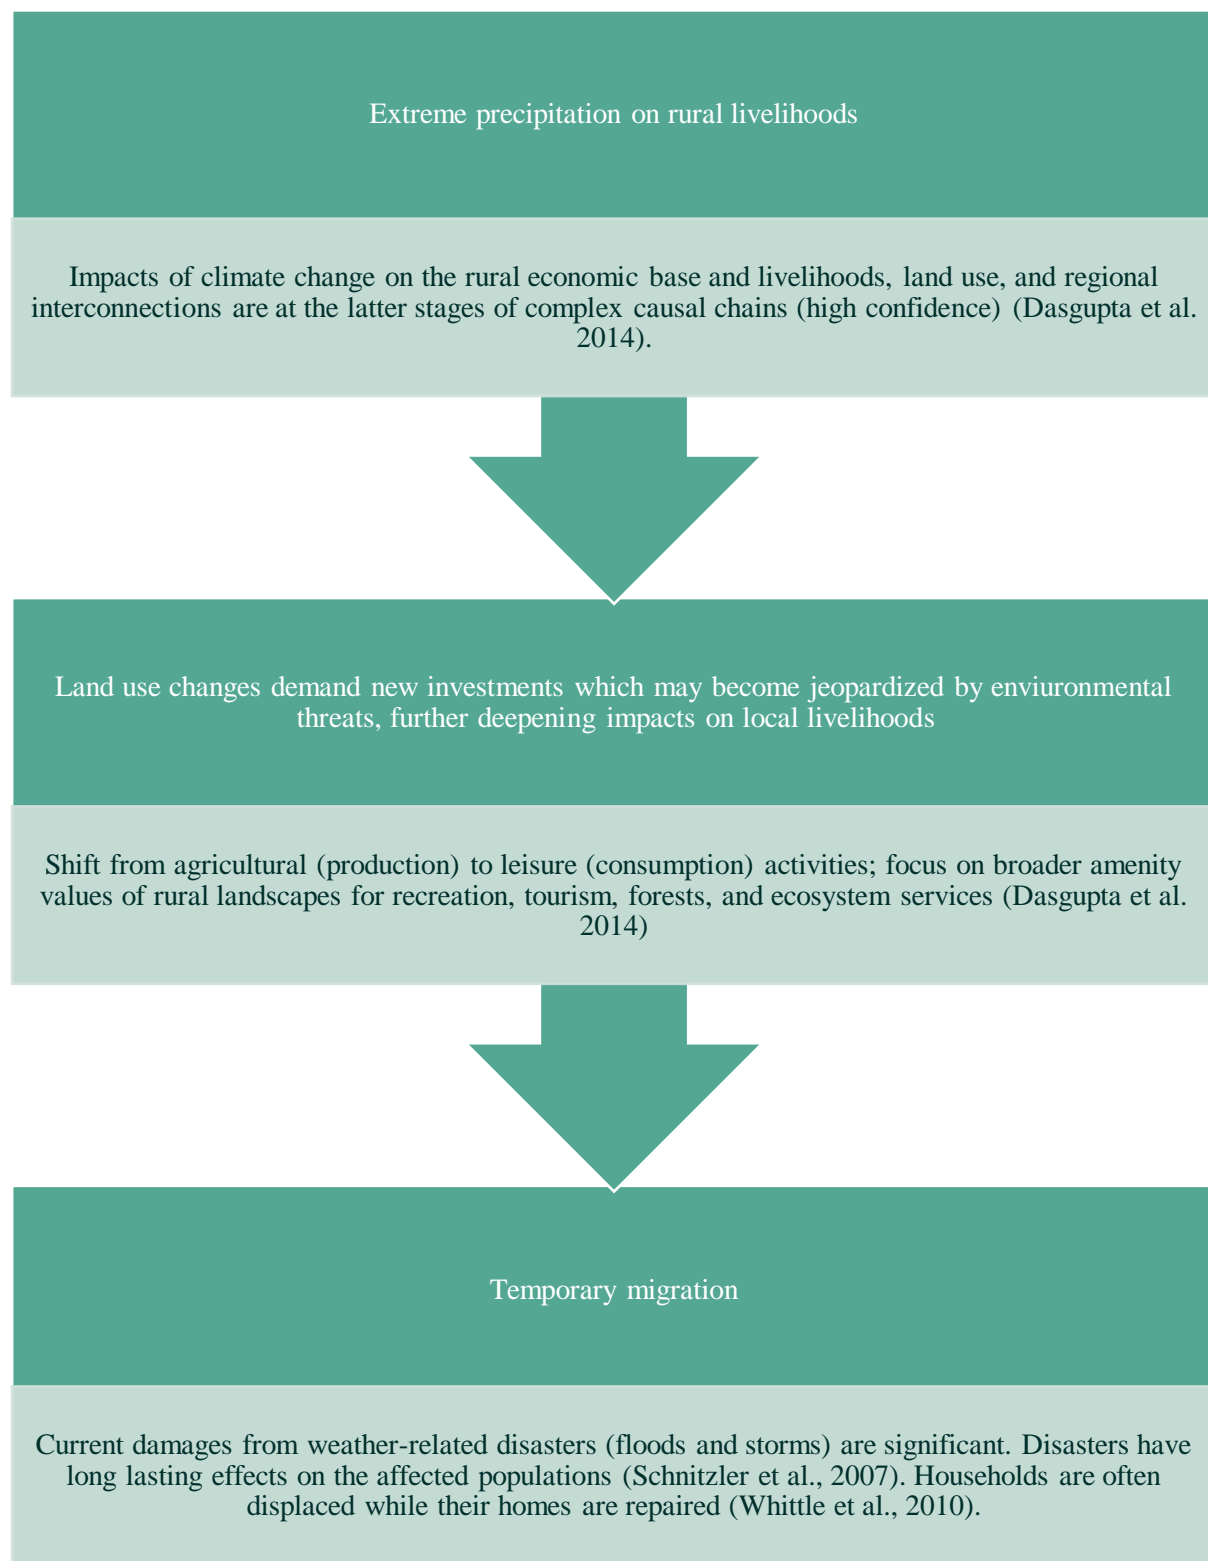 Extreme precipitation on rural livelihoods
Impacts of climate change on the rural economic base and livelihoods, land use, and regional
interconnections are at the latter stages of complex causal chains (high confidence) (Dasgupta et al.
2014).
Land use changes demand new investments which may become jeopardized by enviuronmental
threats, further deepening impacts on local livelihoods
Shift from agricultural (production) to leisure (consumption) activities; focus on broader amenity
values of rural landscapes for recreation, tourism, forests, and ecosystem services (Dasgupta et al.
2014)
Temporary migration
Current damages from weather-related disasters (floods and storms) are significant. Disasters have
long lasting effects on the affected populations (Schnitzler et al., 2007). Households are often
displaced while their homes are repaired (Whittle et al., 2010).